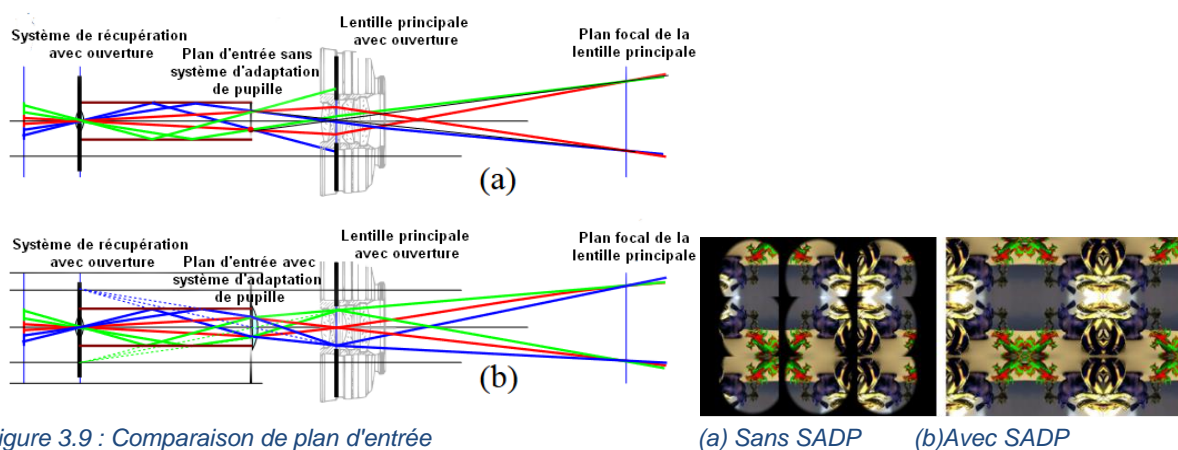 Système de récupération
avec ouverture
Plan d'entrée sans
système d'adaptation
de pupille
Lentille principale
avec ouverture
Plan focal de la
lentille principale
(a)
Système de récupération
avec ouverture
Plan d'entrée avec
système d'adaptation
de pupille
Lentille principale
avec ouverture
Plan focal de la
lentille principale
(b)
igure 3.9 : Comparaison de plan d'entrée
(a) Sans SADP
(b)Avec SADP